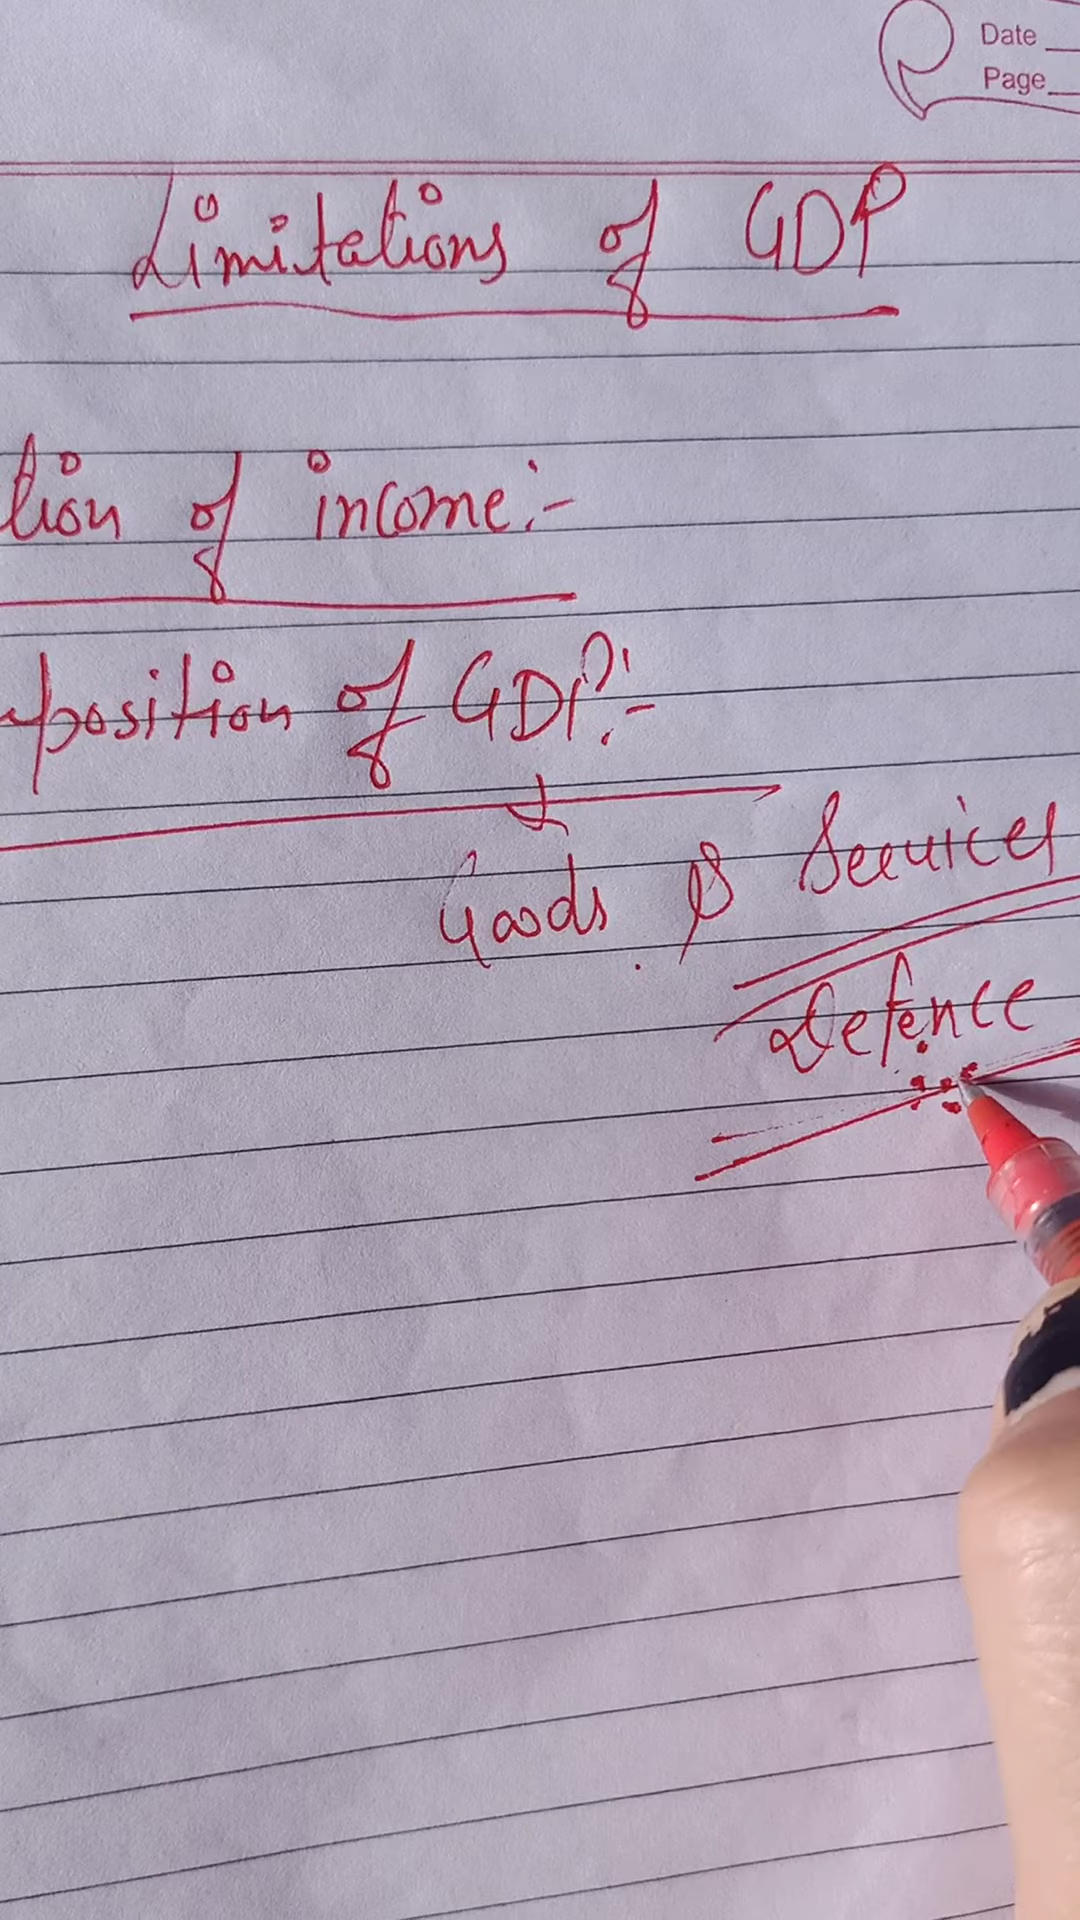 Date
Page
Limitations of GDP
tion of income:-
position of GDP:-
Goods & Services
Defence